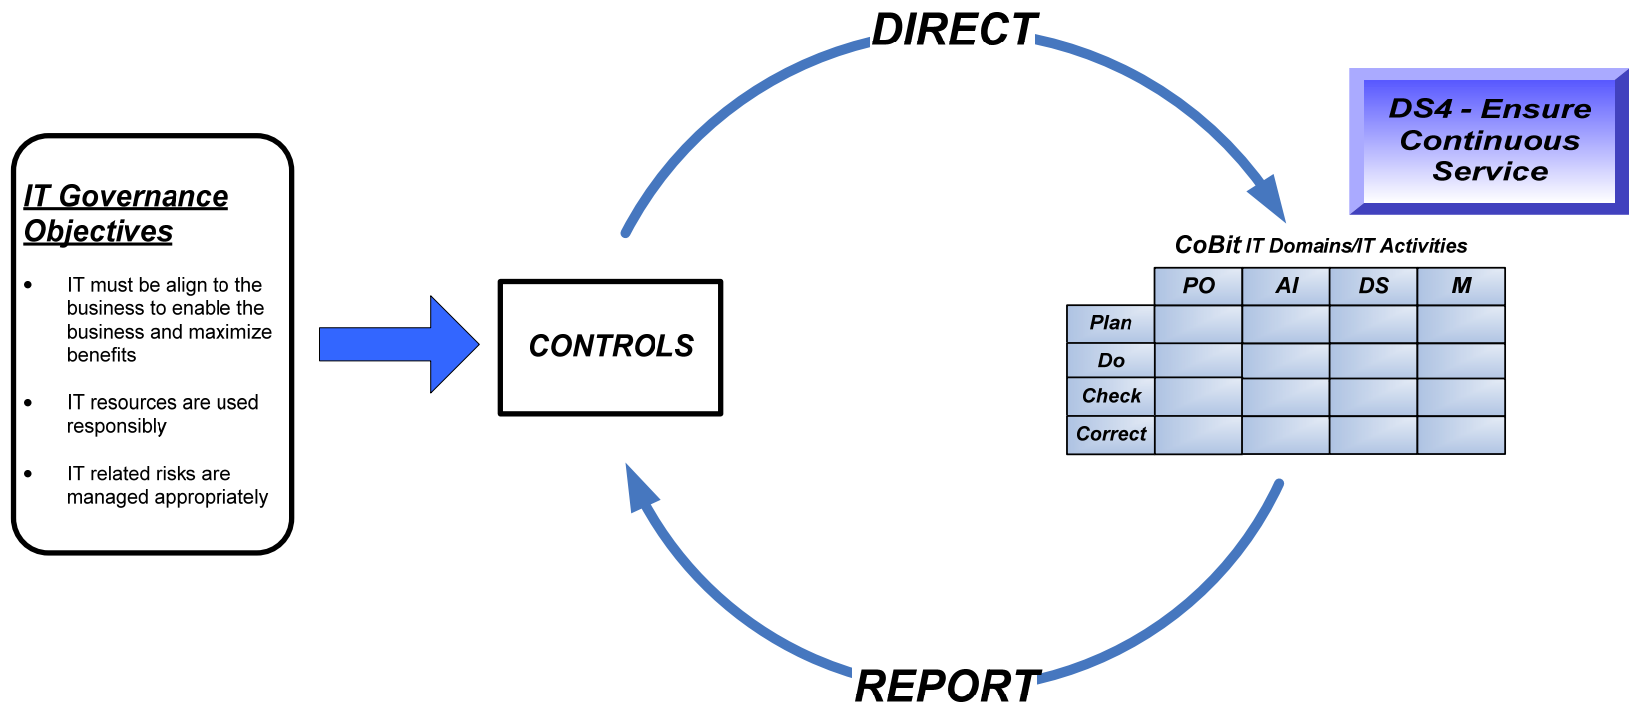 DIRECT
DS4 - Ensure
Continuous
Service
IT Governance
Objectives
• IT must be align to the
business to enable the
business and maximize
benefits
• IT resources are used
responsibly
• IT related risks are
managed appropriately
CONTROLS
CoBit IT Domains/IT Activities
PO AI DS M
Plan
Do
Check
Correct
REPORT